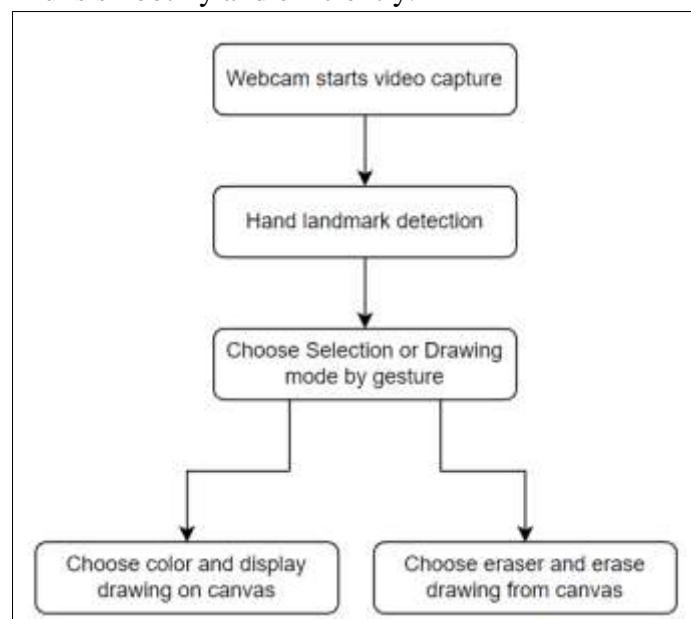 Webcam starts video capture
Hand landmark detection
Choose Selection or Drawing
mode by gesture
Choose color and display
drawing on canvas
Choose eraser and erase
drawing from canvas